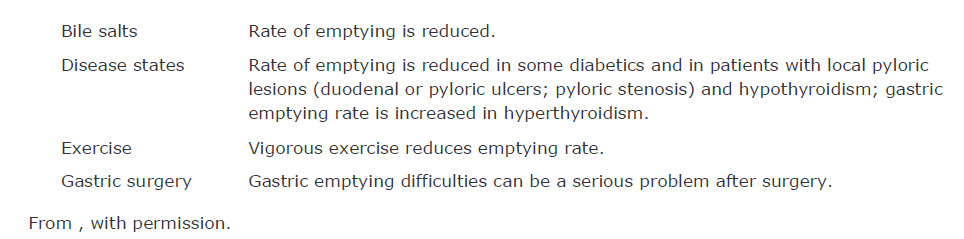 Bile salts Rate of emptying is reduced.
Disease states Rate of emptying is reduced in some diabetics and in patients with local pyloric
lesions (duodenal or pyloric ulcers; pyloric stenosis) and hypothyroidism; gastric
emptying rate is increased in hyperthyroidism.
Exercise Vigorous exercise reduces emptying rate.
Gastric surgery Gastric emptying difficulties can be a serious problem after surgery.
From , with permission.